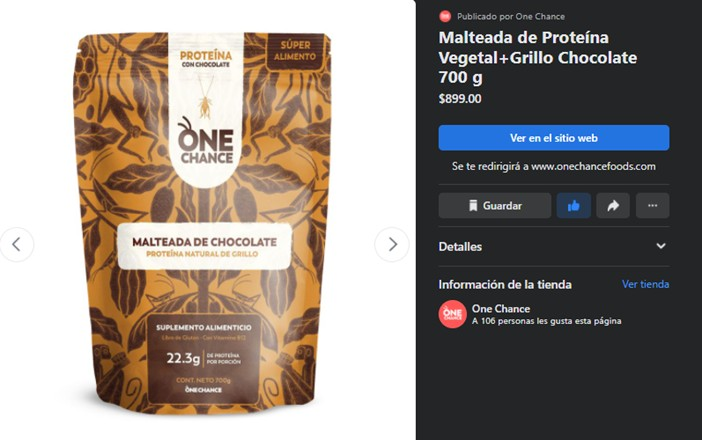 PROTEÍNA
CON CHOCOLATE
SÚPER
ALIMENTO
ONE
CHANCE
MALTEADA DE CHOCOLATE
PROTEÍNA NATURAL DE GRILLO
SUPLEMENTO ALIMENTICIO
Libre de Gluten · Con Vitamina B12
22.3g
DE PROTEÍNA
POR PORCIÓN
CONT. NETO 700g
ONE CHANCE
Publicado por One Chance
Malteada de Proteína
Vegetal+Grillo Chocolate
700 g
$899.00
Ver en el sitio web
Se te redirigirá a www.onechancefoods.com
Guardar
Detalles
Información de la tienda
Ver tienda
ONE
CHANCE
One Chance
A 106 personas les gusta esta página